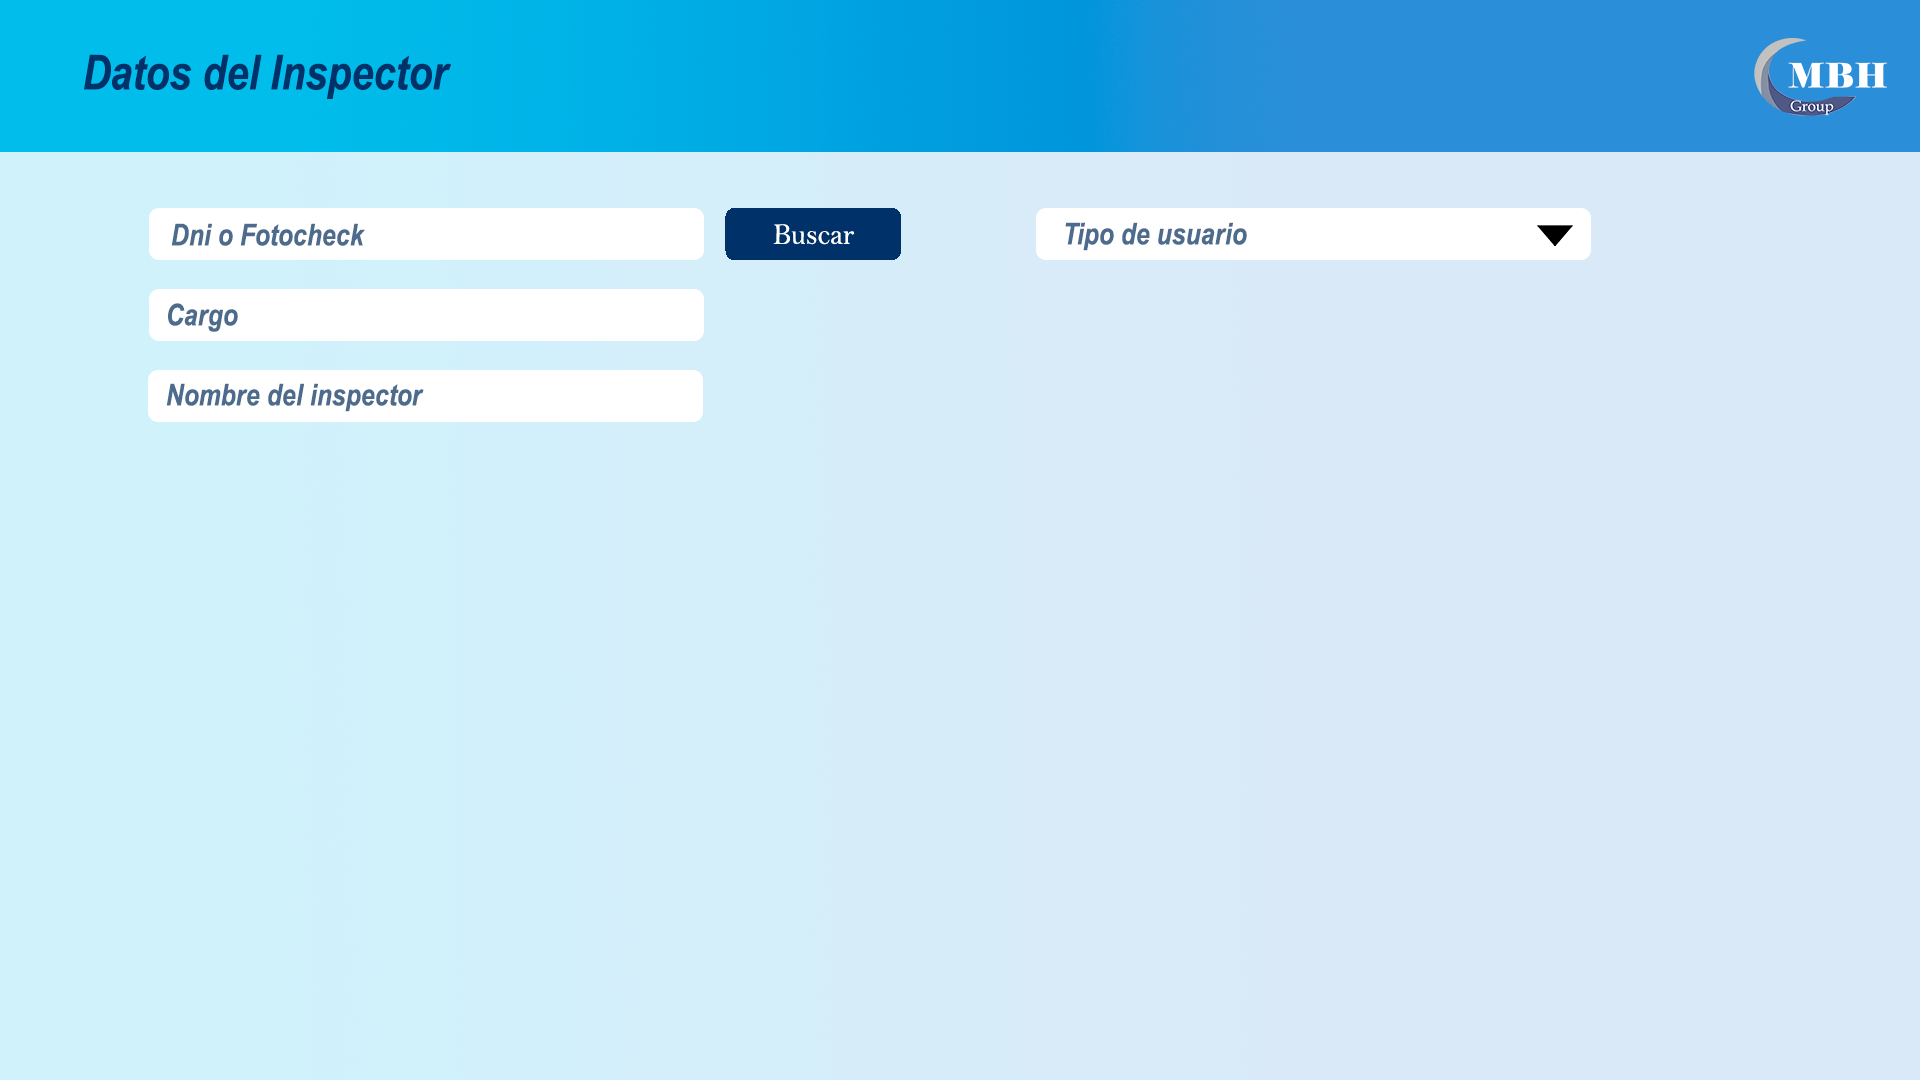 Datos del Inspector
MBH
Group
Dni o Fotocheck
Buscar
Tipo de usuario
Cargo
Nombre del inspector